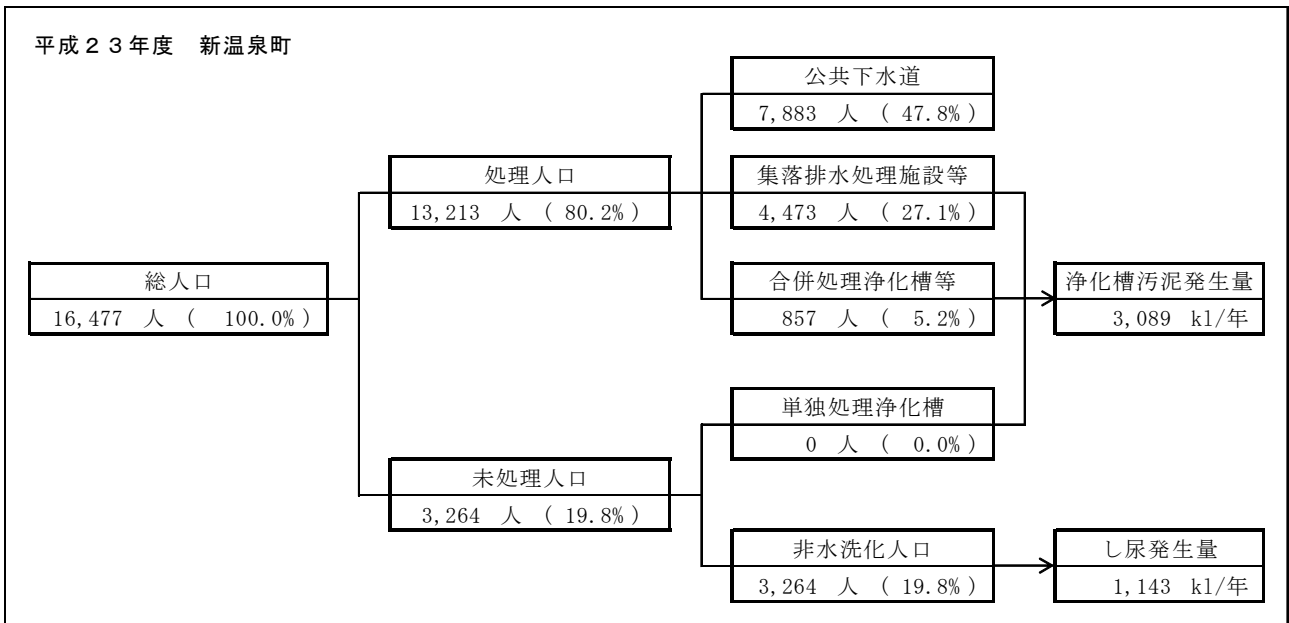 平成２３年度　新温泉町
公共下水道
7,883 人 ( 47.8% )
処理人口
13,213 人 ( 80.2% )
集落排水処理施設等
4,473 人 ( 27.1% )
総人口
16,477 人 ( 100.0% )
合併処理浄化槽等
857 人 ( 5.2% )
浄化槽汚泥発生量
3,089 kl/年
単独処理浄化槽
0 人 ( 0.0% )
未処理人口
3,264 人 ( 19.8% )
非水洗化人口
3,264 人 ( 19.8% )
し尿発生量
1,143 kl/年